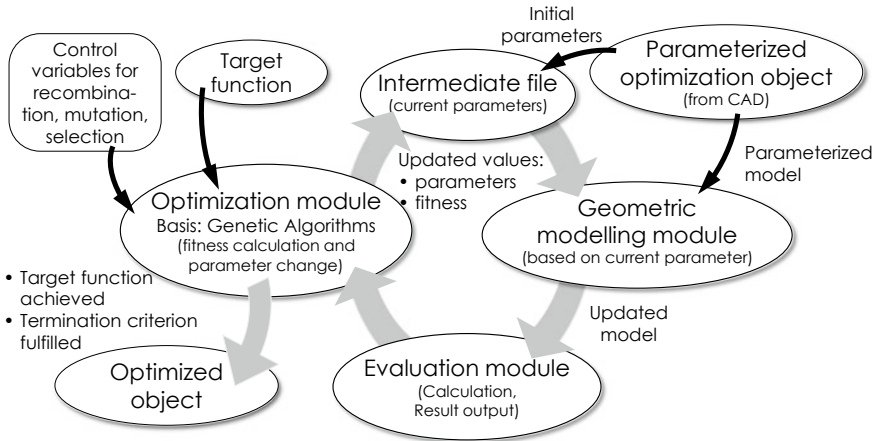 Control
variables for
recombina-
tion, mutation,
selection
Target
function
Initial
parameters
Intermediate file
(current parameters)
Parameterized
optimization object
(from CAD)
Parameterized
model
Updated values:
• parameters
• fitness
Optimization module
Basis: Genetic Algorithms
(fitness calculation and
parameter change)
Geometric
modelling module
(based on current parameter)
• Target function
achieved
• Termination criterion
fulfilled
Updated
model
Optimized
object
Evaluation module
(Calculation,
Result output)